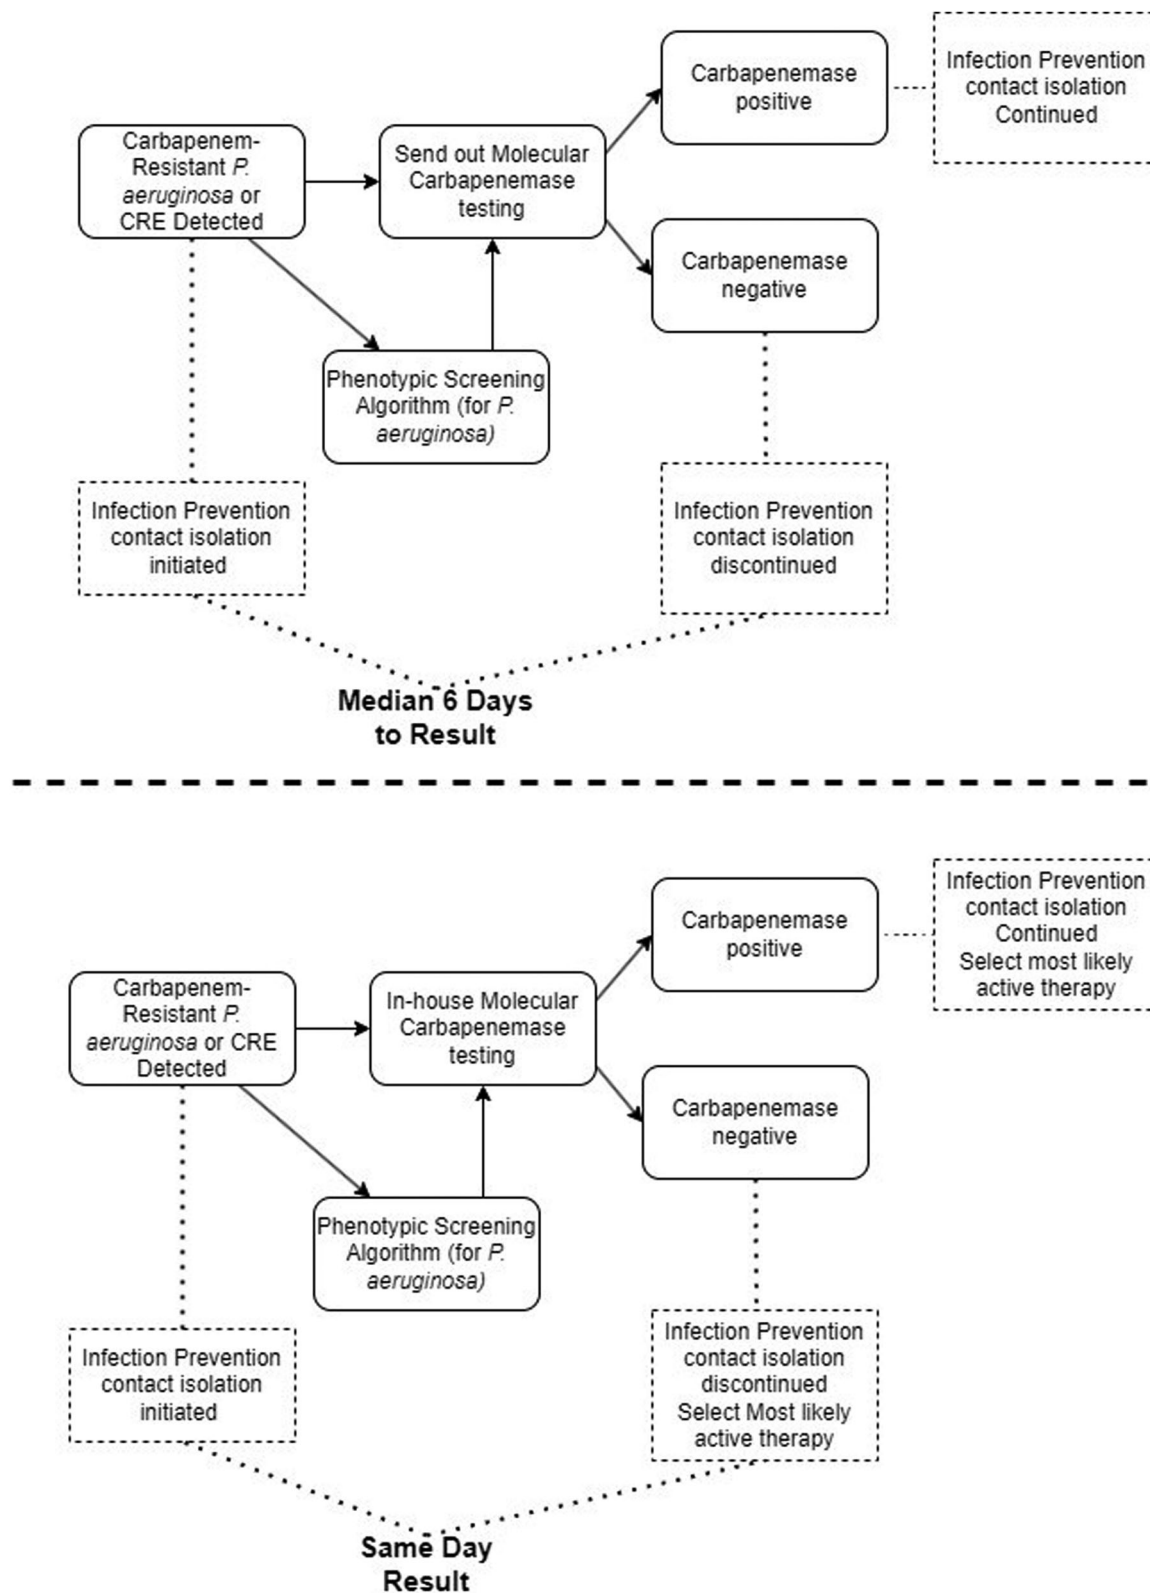 Carbapenem-
Resistant P.
aeruginosa or
CRE Detected
Send out Molecular
Carbapenemase
testing
Carbapenemase
positive
Infection Prevention
contact isolation
Continued
Carbapenemase
negative
Phenotypic Screening
Algorithm (for P.
aeruginosa)
Infection Prevention
contact isolation
initiated
Infection Prevention
contact isolation
discontinued
Median 6 Days
to Result
Carbapenem-
Resistant P.
aeruginosa or CRE
Detected
In-house Molecular
Carbapenemase
testing
Carbapenemase
positive
Infection Prevention
contact isolation
Continued
Select most likely
active therapy
Carbapenemase
negative
Phenotypic Screening
Algorithm (for P.
aeruginosa)
Infection Prevention
contact isolation
initiated
Infection Prevention
contact isolation
discontinued
Select Most likely
active therapy
Same Day
Result